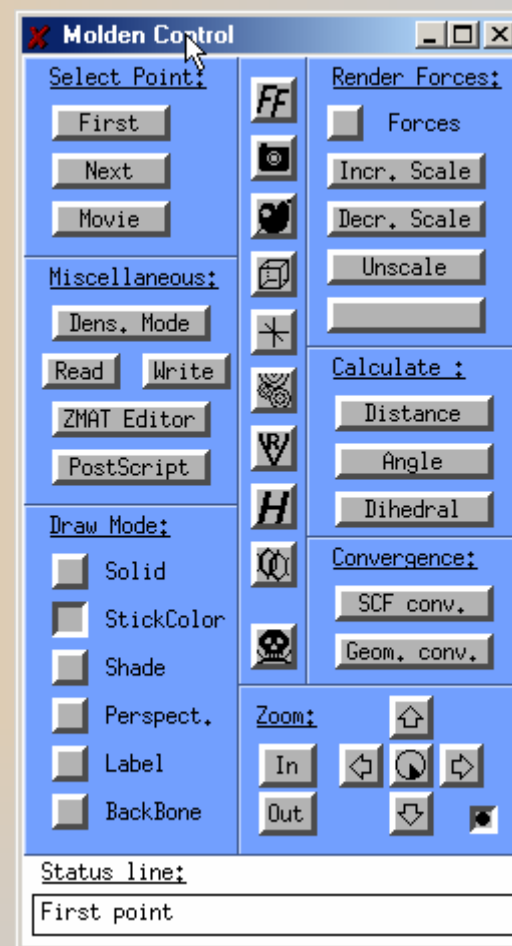 Molden Control
Select Point:
First
Next
Movie
Miscellaneous:
Dens. Mode
Read
Write
ZMAT Editor
PostScript
Draw Mode:
Solid
StickColor
Shade
Perspect.
Label
BackBone
FF
H
Render Forces:
Forces
Incr. Scale
Decr. Scale
Unscale
Calculate :
Distance
Angle
Dihedral
Convergence:
SCF conv.
Geom. conv.
Zoom:
In
Out
Status line:
First point